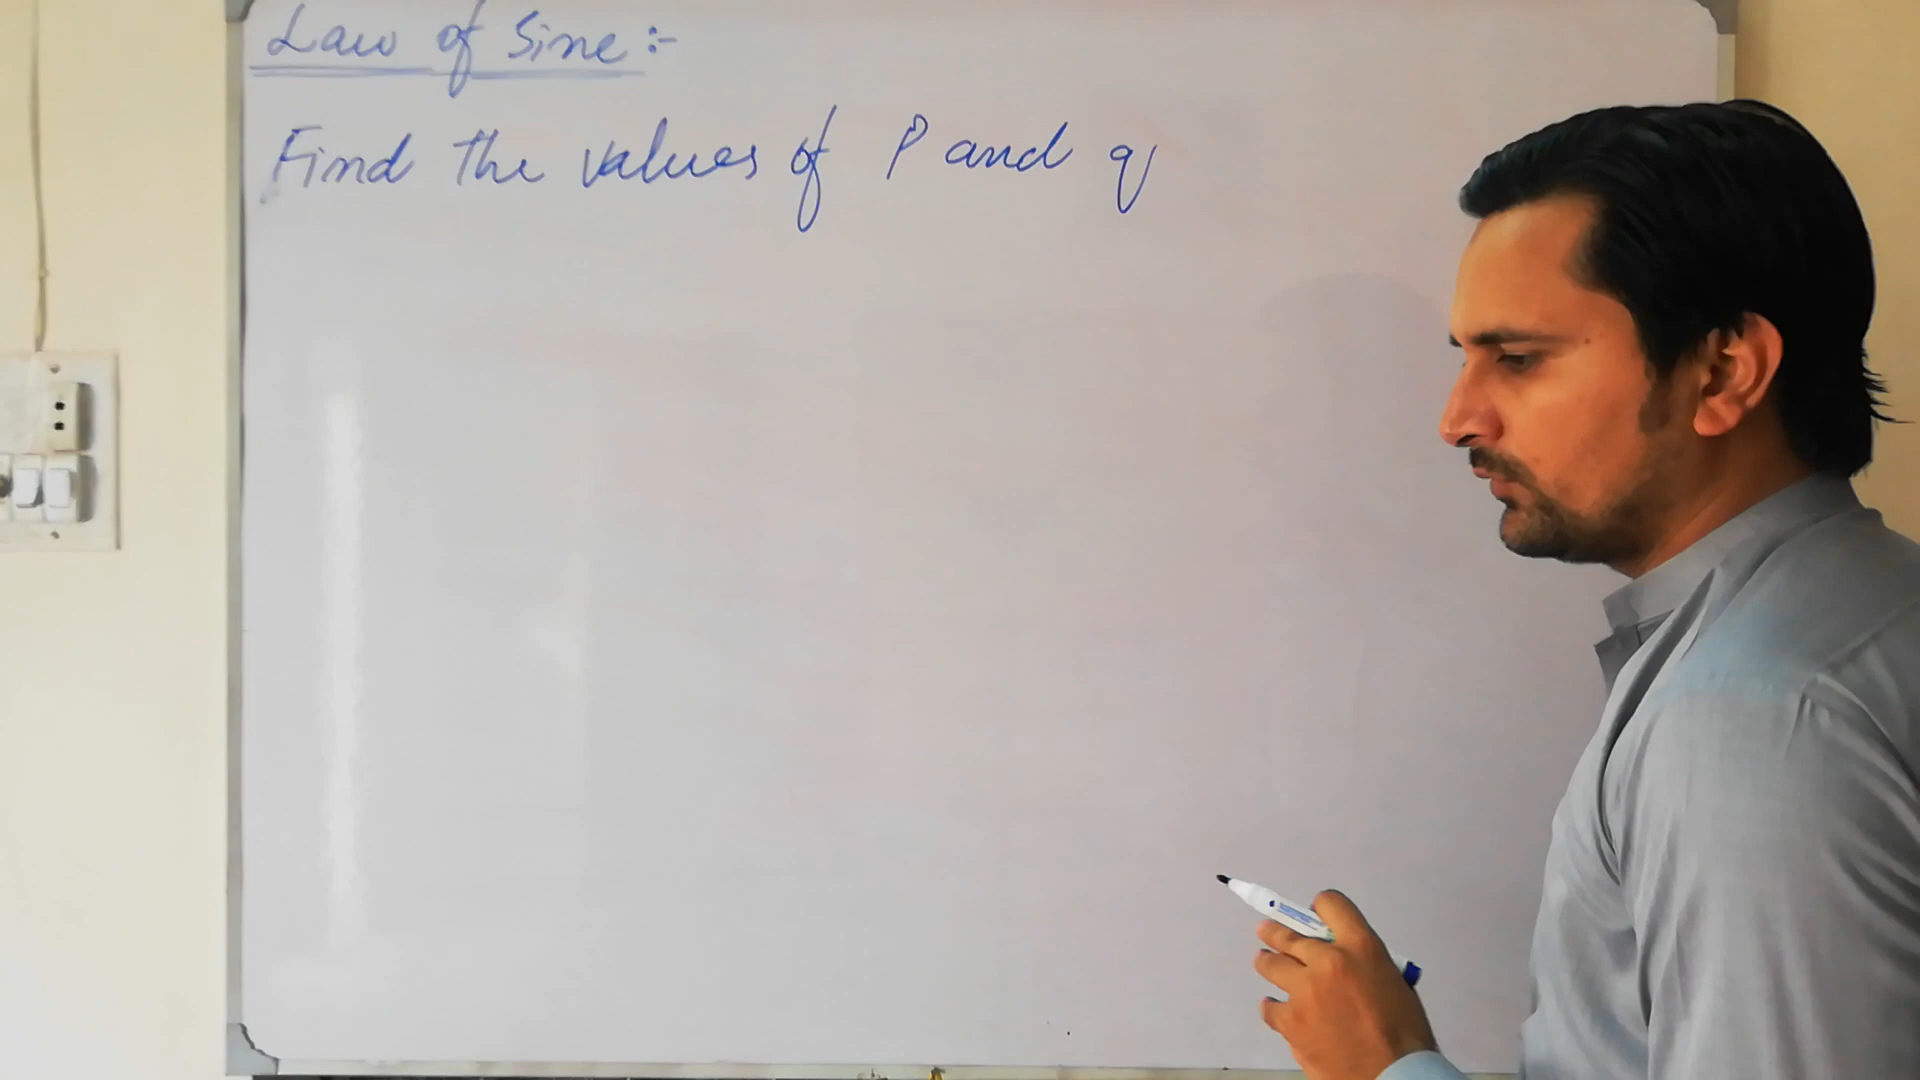 Law of Sine:-
Find the values of P and q